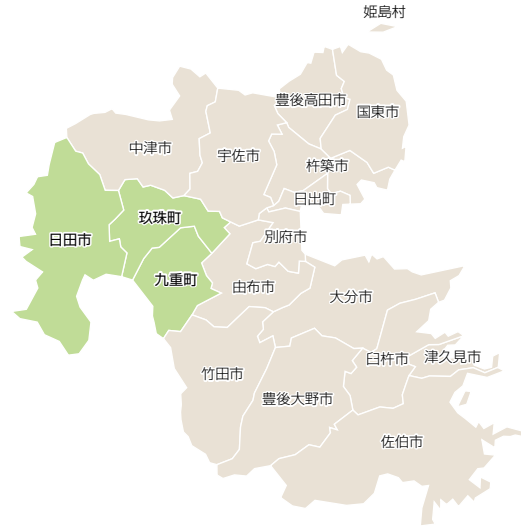 姫島村
豊後高田市
国東市
中津市
宇佐市
杵築市
日出町
玖珠町
日田市
別府市
九重町
由布市
大分市
臼杵市
津久見市
竹田市
豊後大野市
佐伯市